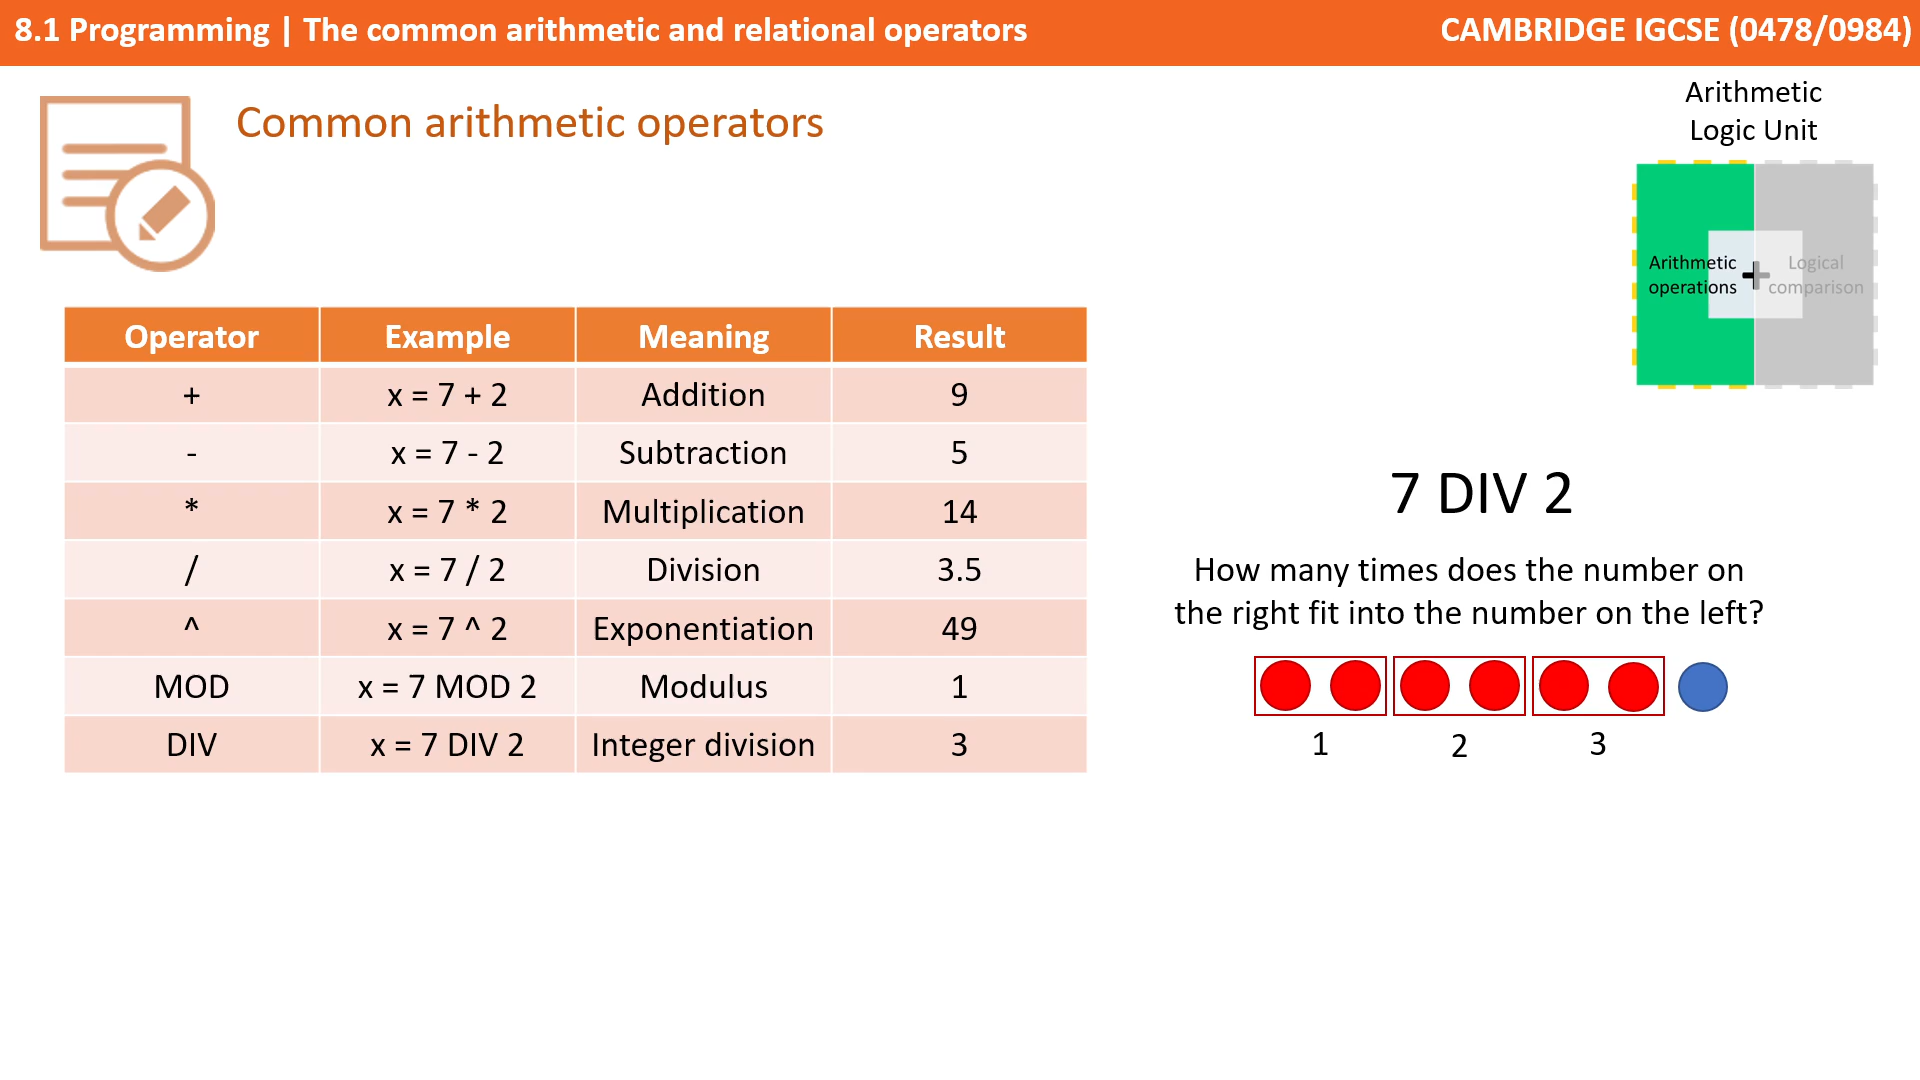 8.1 Programming | The common arithmetic and relational operators
CAMBRIDGE IGCSE (0478/0984)
Common arithmetic operators
Arithmetic
Logic Unit
Arithmetic
operations
+
Logical
comparison
Operator Example Meaning Result
+ x = 7 + 2 Addition 9
- x = 7 - 2 Subtraction 5
* x = 7 * 2 Multiplication 14
/ x = 7 / 2 Division 3.5
^ x = 7 ^ 2 Exponentiation 49
MOD x = 7 MOD 2 Modulus 1
DIV x = 7 DIV 2 Integer division 3
7 DIV 2
How many times does the number on
the right fit into the number on the left?
1 2 3